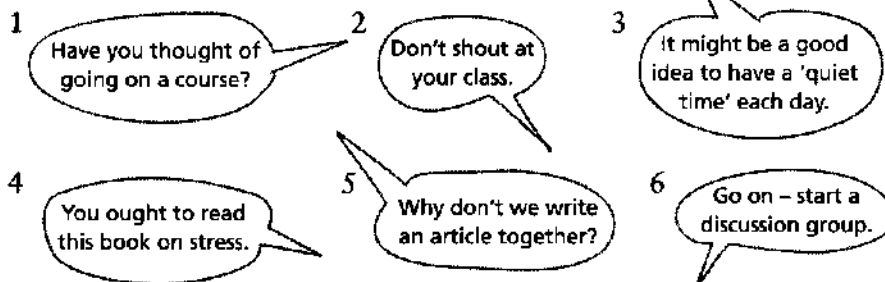 1
Have you thought of
going on a course?
2
Don't shout at
your class.
3
It might be a good
idea to have a 'quiet
time' each day.
4
You ought to read
this book on stress.
5
Why don't we write
an article together?
6
Go on – start a
discussion group.